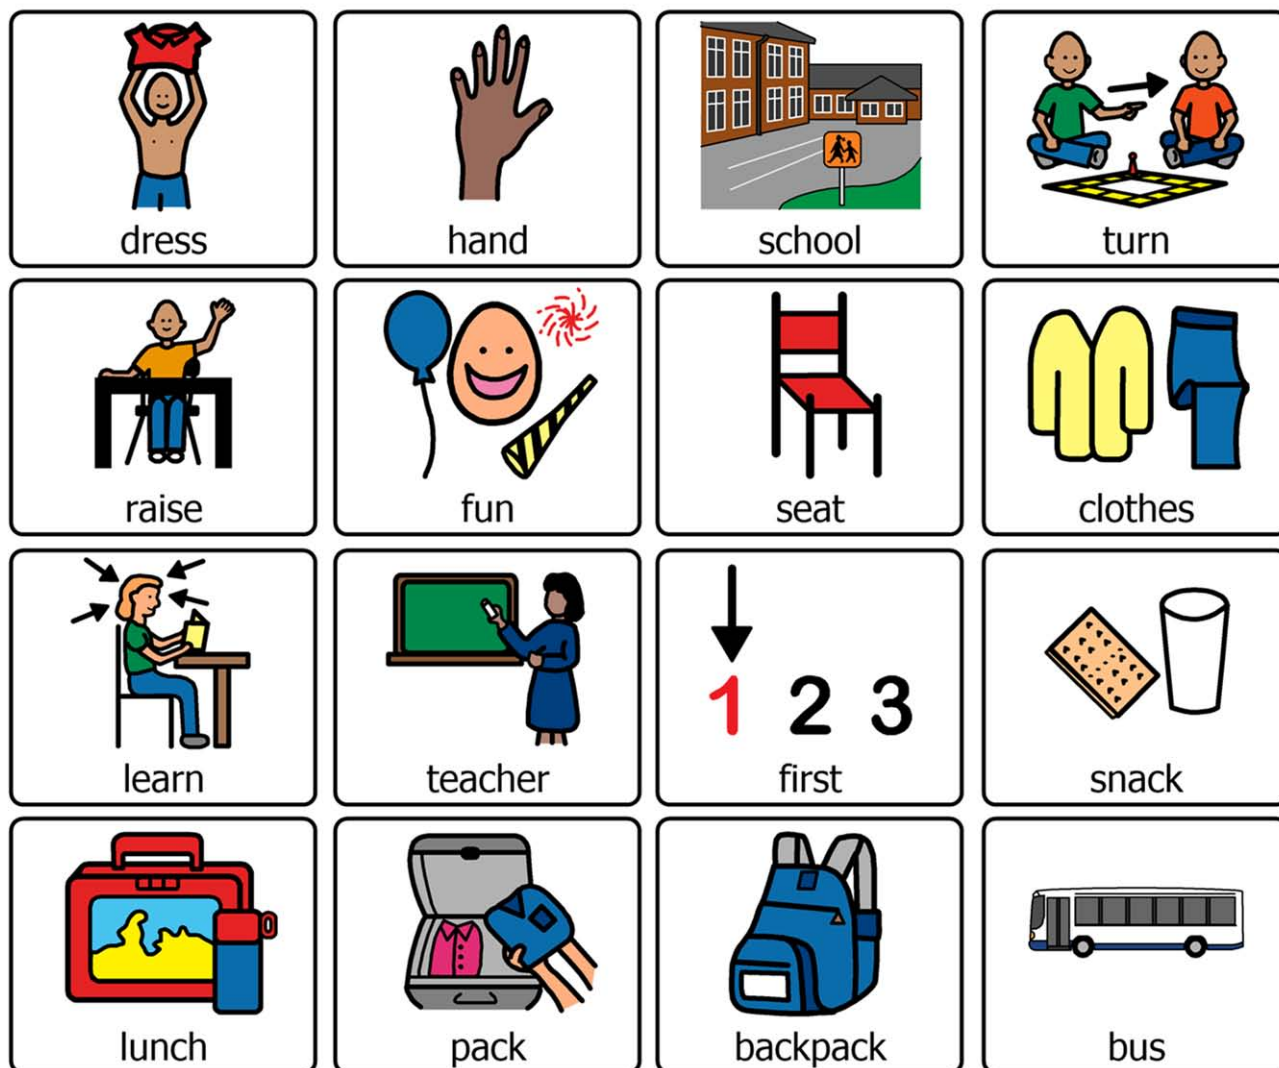 dress
hand
school
turn
raise
fun
seat
clothes
learn
teacher
1 2 3
first
snack
lunch
pack
backpack
bus